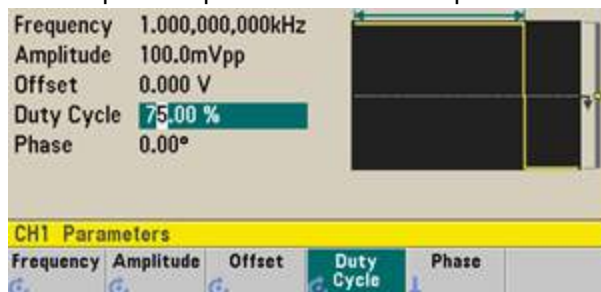 Frequency 1.000,000,000kHz
Amplitude 100.0mVpp
Offset 0.000 V
Duty Cycle 75.00 %
Phase 0.00°
CH1 Parameters
Frequency Amplitude Offset Duty Cycle Phase